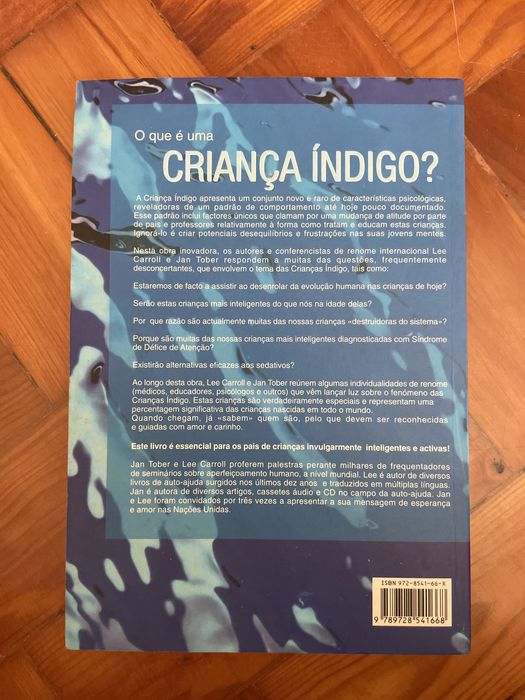 O que é uma
CRIANÇA ÍNDIGO?
A Criança Índigo apresenta um conjunto novo e raro de características psicológicas,
reveladoras de um padrão de comportamento até hoje pouco documentado.
Esse padrão inclui factores únicos que clamam por uma mudança de atitude por parte
de pais e professores relativamente à forma como tratam e educam estas crianças.
Ignorá-lo é criar potenciais desequilíbrios e frustrações nas suas jovens mentes.
Nesta obra inovadora, os autores e conferencistas de renome internacional Lee
Carroll e Jan Tober respondem a muitas das questões, frequentemente
desconcertantes, que envolvem o tema das Crianças Índigo, tais como:
Estaremos de facto a assistir ao desenrolar da evolução humana nas crianças de hoje?
Serão estas crianças mais inteligentes do que nós na idade delas?
Por que razão são actualmente muitas das nossas crianças «destruidoras do sistema»?
Porque são muitas das nossas crianças mais inteligentes diagnosticadas com Síndrome
de Défice de Atenção?
Existirão alternativas eficazes aos sedativos?
Ao longo desta obra, Lee Carroll e Jan Tober reúnem algumas individualidades de renome
(médicos, educadores, psicólogos e outros) que vêm lançar luz sobre o fenómeno das
Crianças Índigo. Estas crianças são verdadeiramente especiais e representam uma
percentagem significativa das crianças nascidas em todo o mundo.
Quando chegam, já «sabem» quem são, pelo que devem ser reconhecidas
e guiadas com amor e carinho.
Este livro é essencial para os pais de crianças invulgarmente inteligentes e activas!
Jan Tober e Lee Carroll proferem palestras perante milhares de frequentadores
de seminários sobre aperfeiçoamento humano, a nível mundial. Lee é autor de diversos
livros de auto-ajuda surgidos nos últimos dez anos e traduzidos em múltiplas línguas.
Jan é autora de diversos artigos, cassetes áudio e CD no campo da auto-ajuda. Jan
e Lee foram convidados por três vezes a apresentar a sua mensagem de esperança
e amor nas Nações Unidas.
ISBN 972-8541-66-X
9 789728 541668